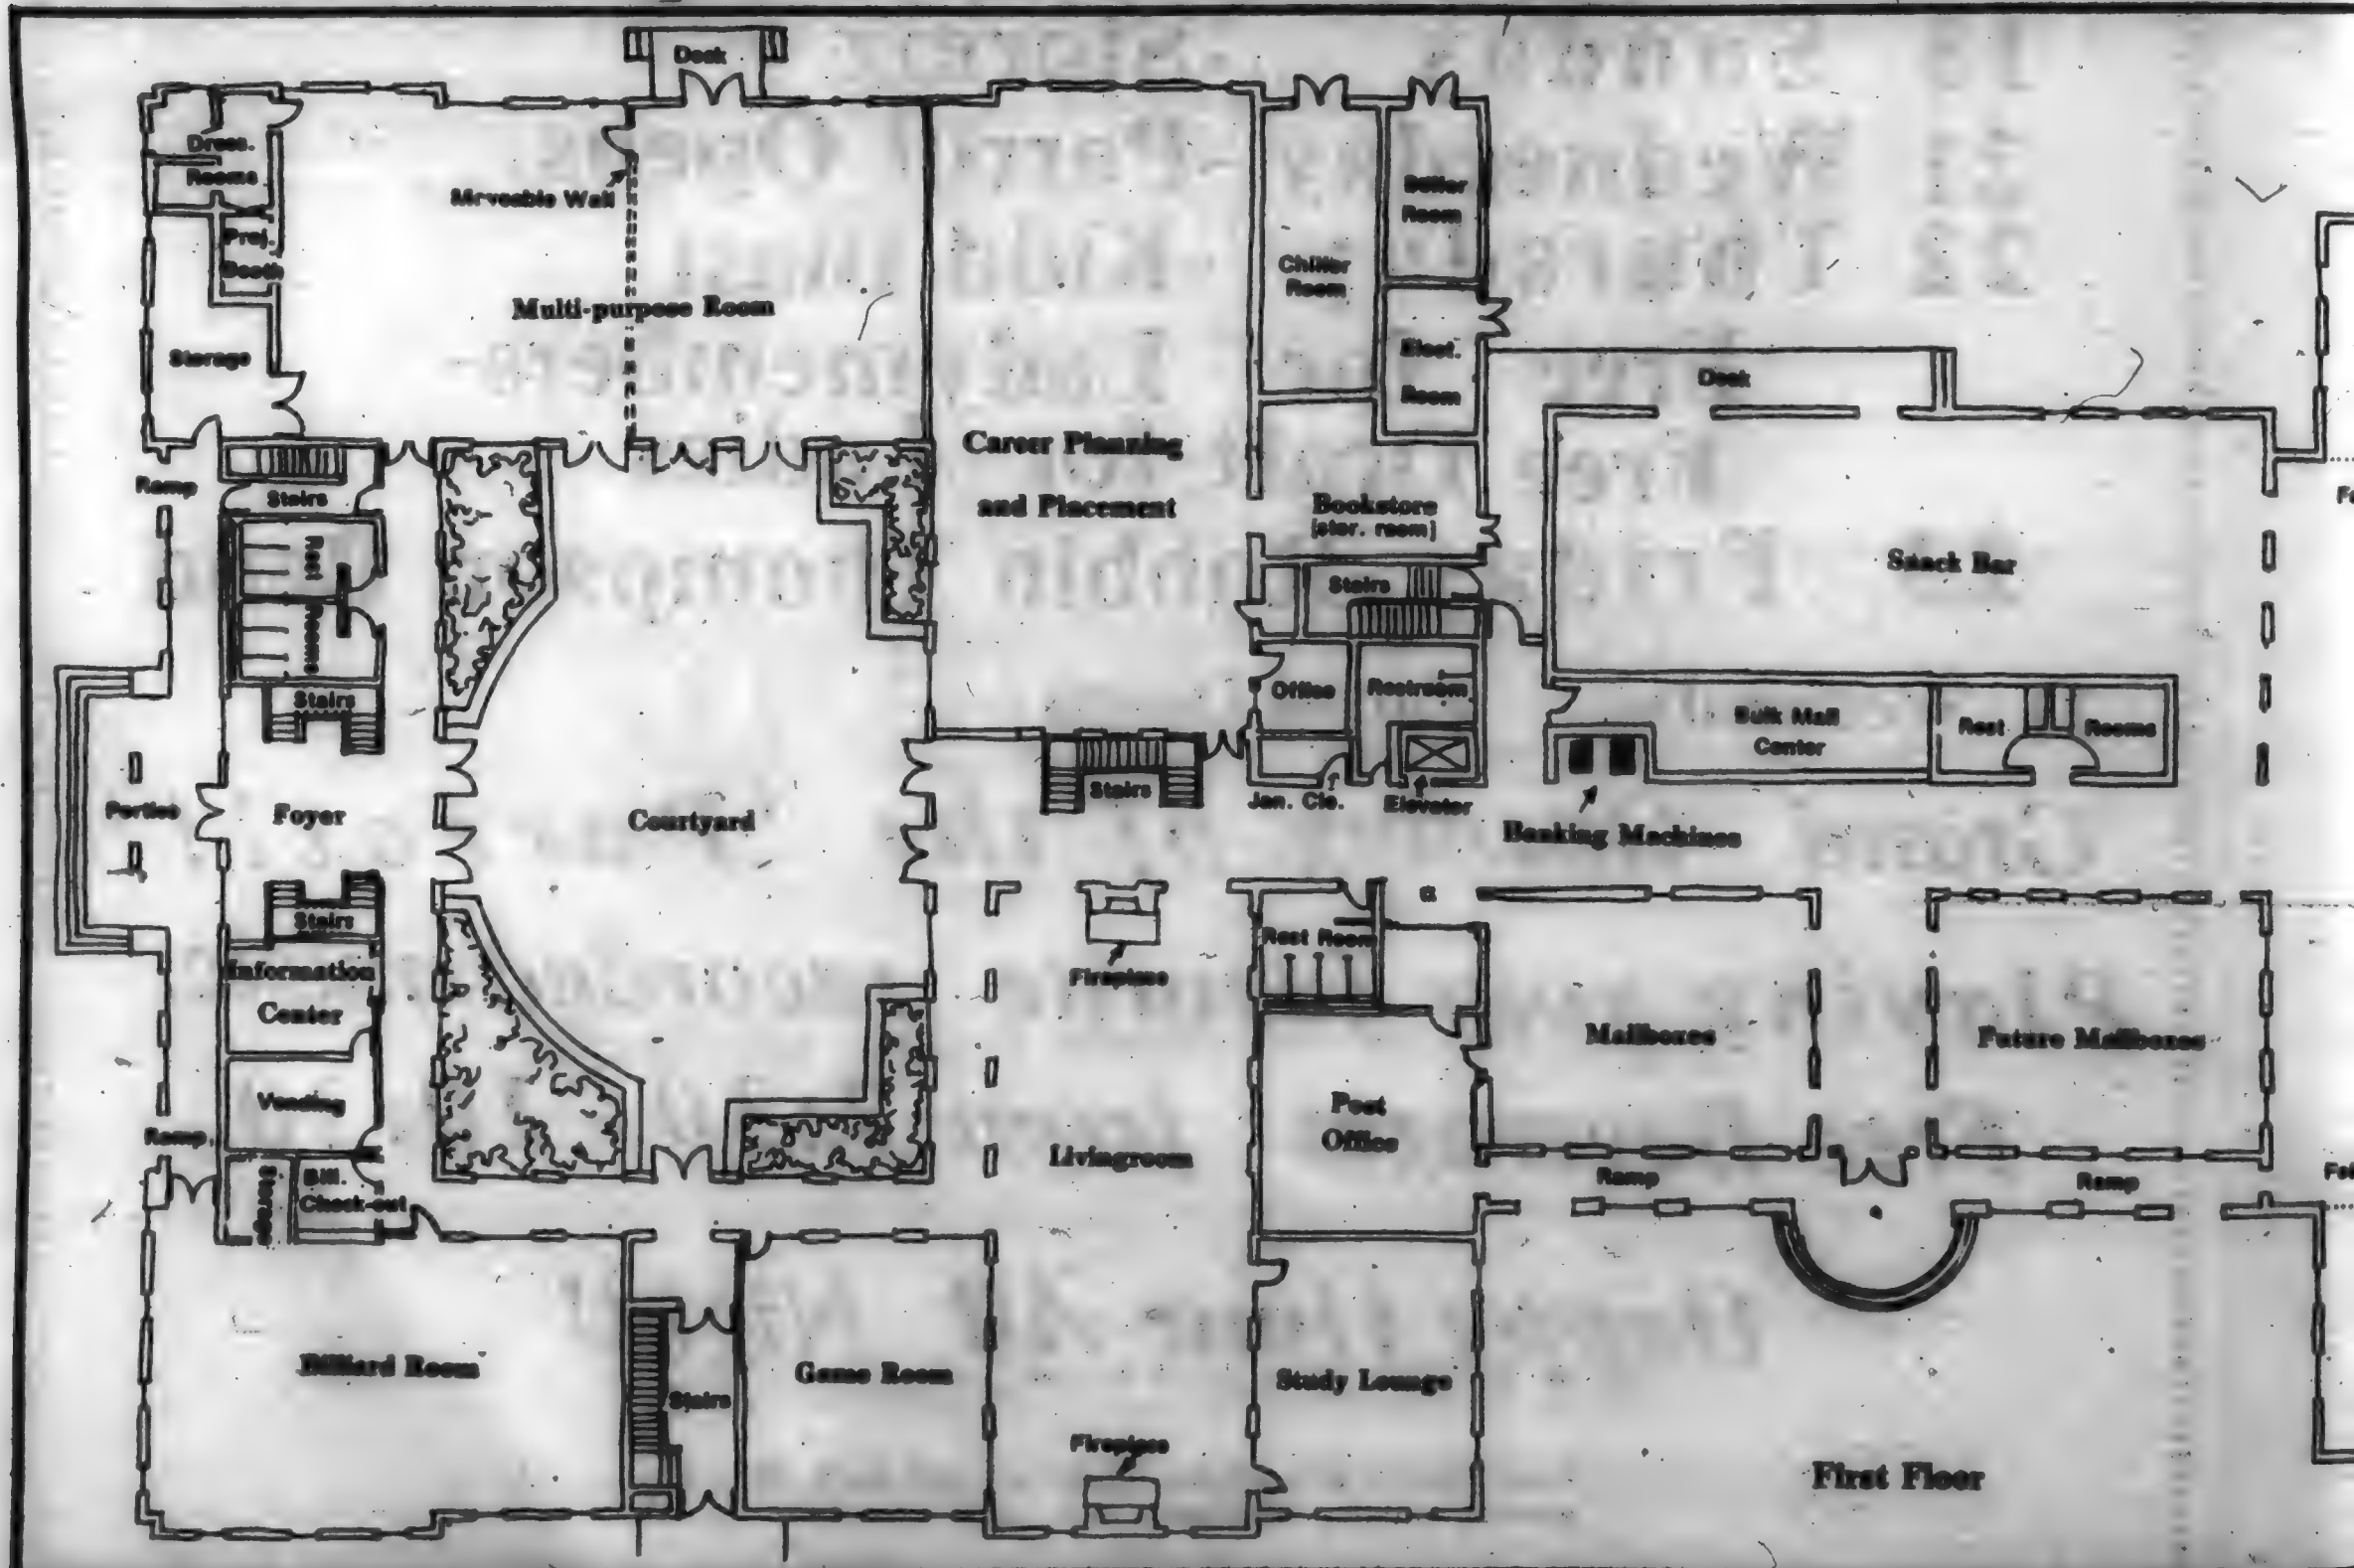 Deck
Dress.
Rooms
Moveable Wall
Proj.
Booth
Multi-purpose Room
Storage
Boiler
Room
Chiller
Room
Elect.
Room
Deck
Career Planning
and Placement
Ramp
Stairs
Bookstore
[stor. room]
Rest
Rooms
Snack Bar
Stairs
Office
Restroom
Stairs
Bulk Mail
Center
Rest
Rooms
Stairs
Jan. Clo.
Elevator
Portico
Foyer
Courtyard
Banking Machines
Stairs
Rest Room
Fireplace
Information
Center
Mailboxes
Future Mailboxes
Vending
Post
Office
Ramp
Livingroom
Ramp
Ramp
Storage
Bill.
Check-out
Billiard Room
Game Room
Study Lounge
Stairs
Fireplace
First Floor